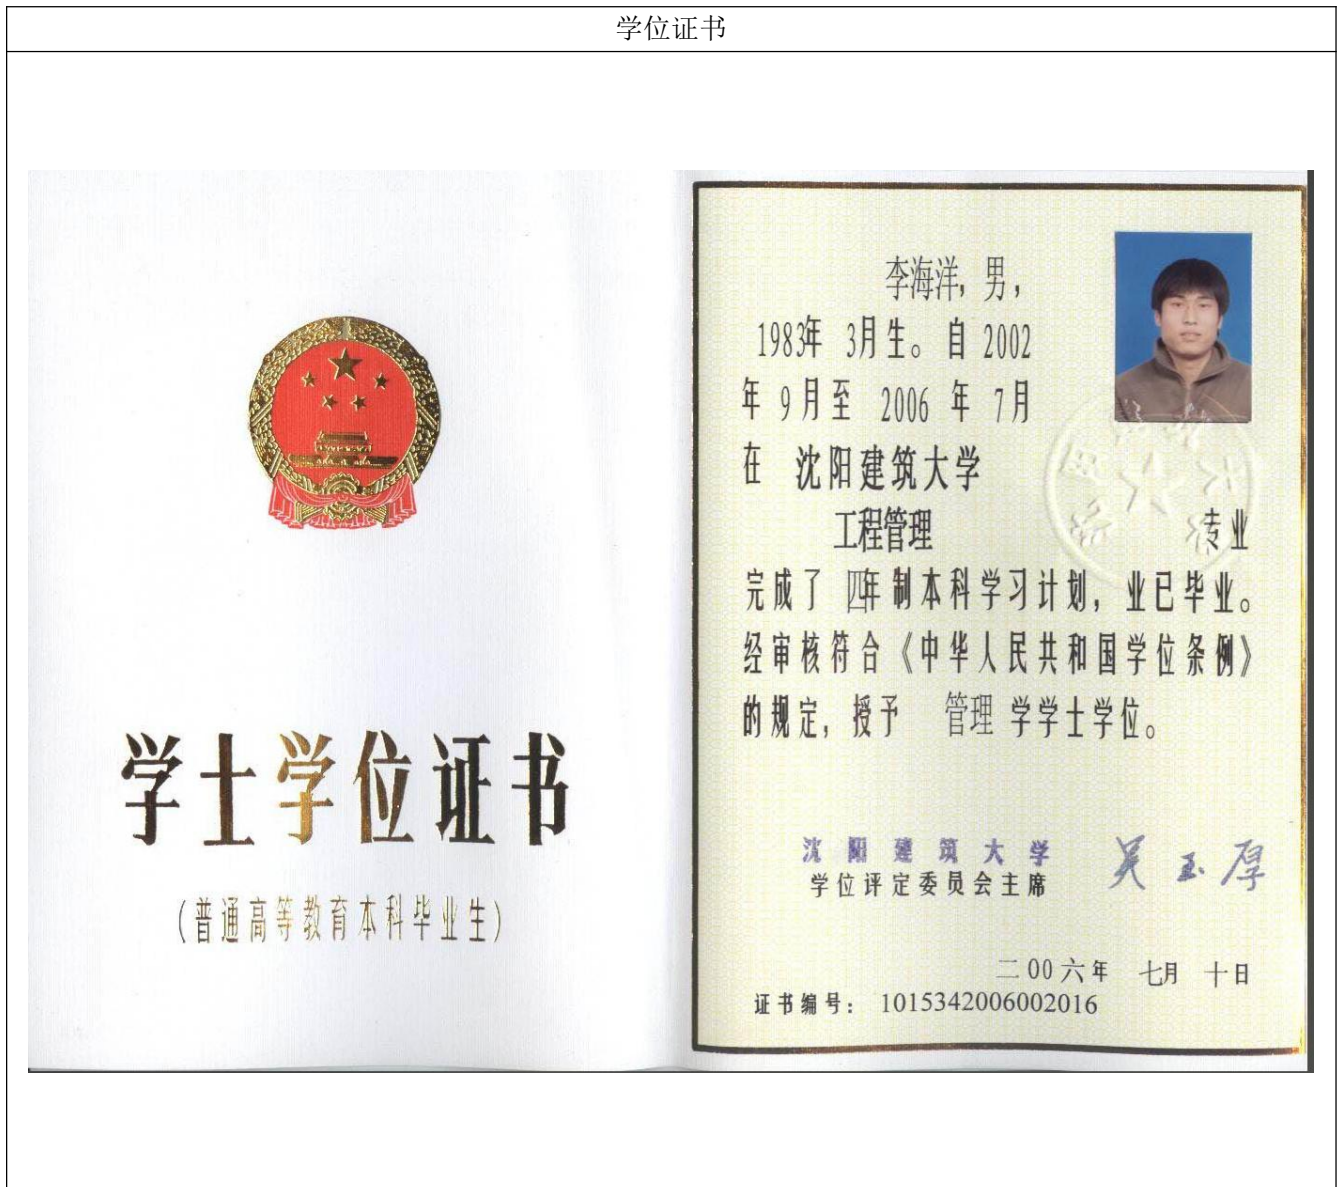 学位证书
学士学位证书
(普通高等教育本科毕业生)
李海洋, 男,
1983年 3月生。自 2002
年 9 月至 2006 年 7月
在 沈阳建筑大学
工程管理 专业
完成了 四年 制本科学习计划, 业已毕业。
经审核符合《中华人民共和国学位条例》
的规定, 授予 管理 学学士学位。
沈阳建筑大学
学位评定委员会主席 吴玉厚
二00六年 七月 十日
证书编号: 1015342006002016